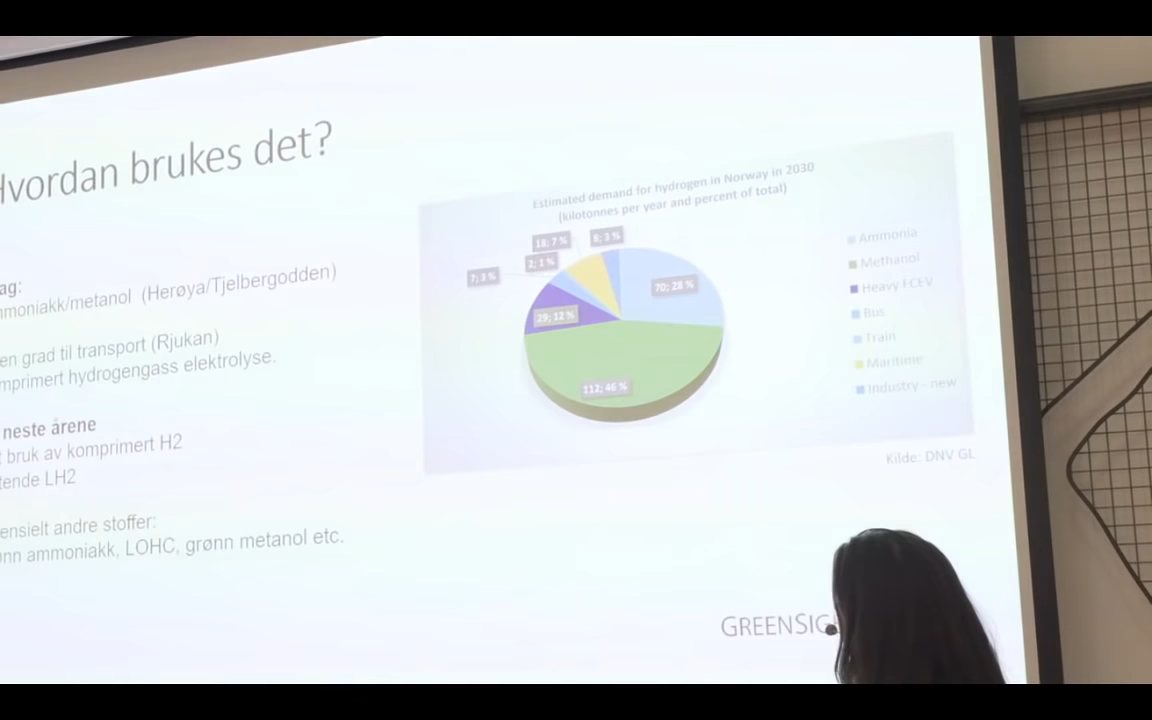 Hvordan brukes det?
ag:
mmoniakk/metanol (Herøya/Tjelbergodden)
en grad til transport (Rjukan)
mprimert hydrogengass elektrolyse.
neste årene
t bruk av komprimert H2
tende LH2
ensielt andre stoffer:
ønn ammoniakk, LOHC, grønn metanol etc.
Estimated demand for hydrogen in Norway in 2030
(kilotonnes per year and percent of total)
18; 7 %
8; 3 %
2; 1 %
7; 3 %
70; 28 %
29; 12 %
112; 46 %
Ammonia
Methanol
Heavy FCEV
Bus
Train
Maritime
Industry - new
Kilde: DNV GL
GREENSIG